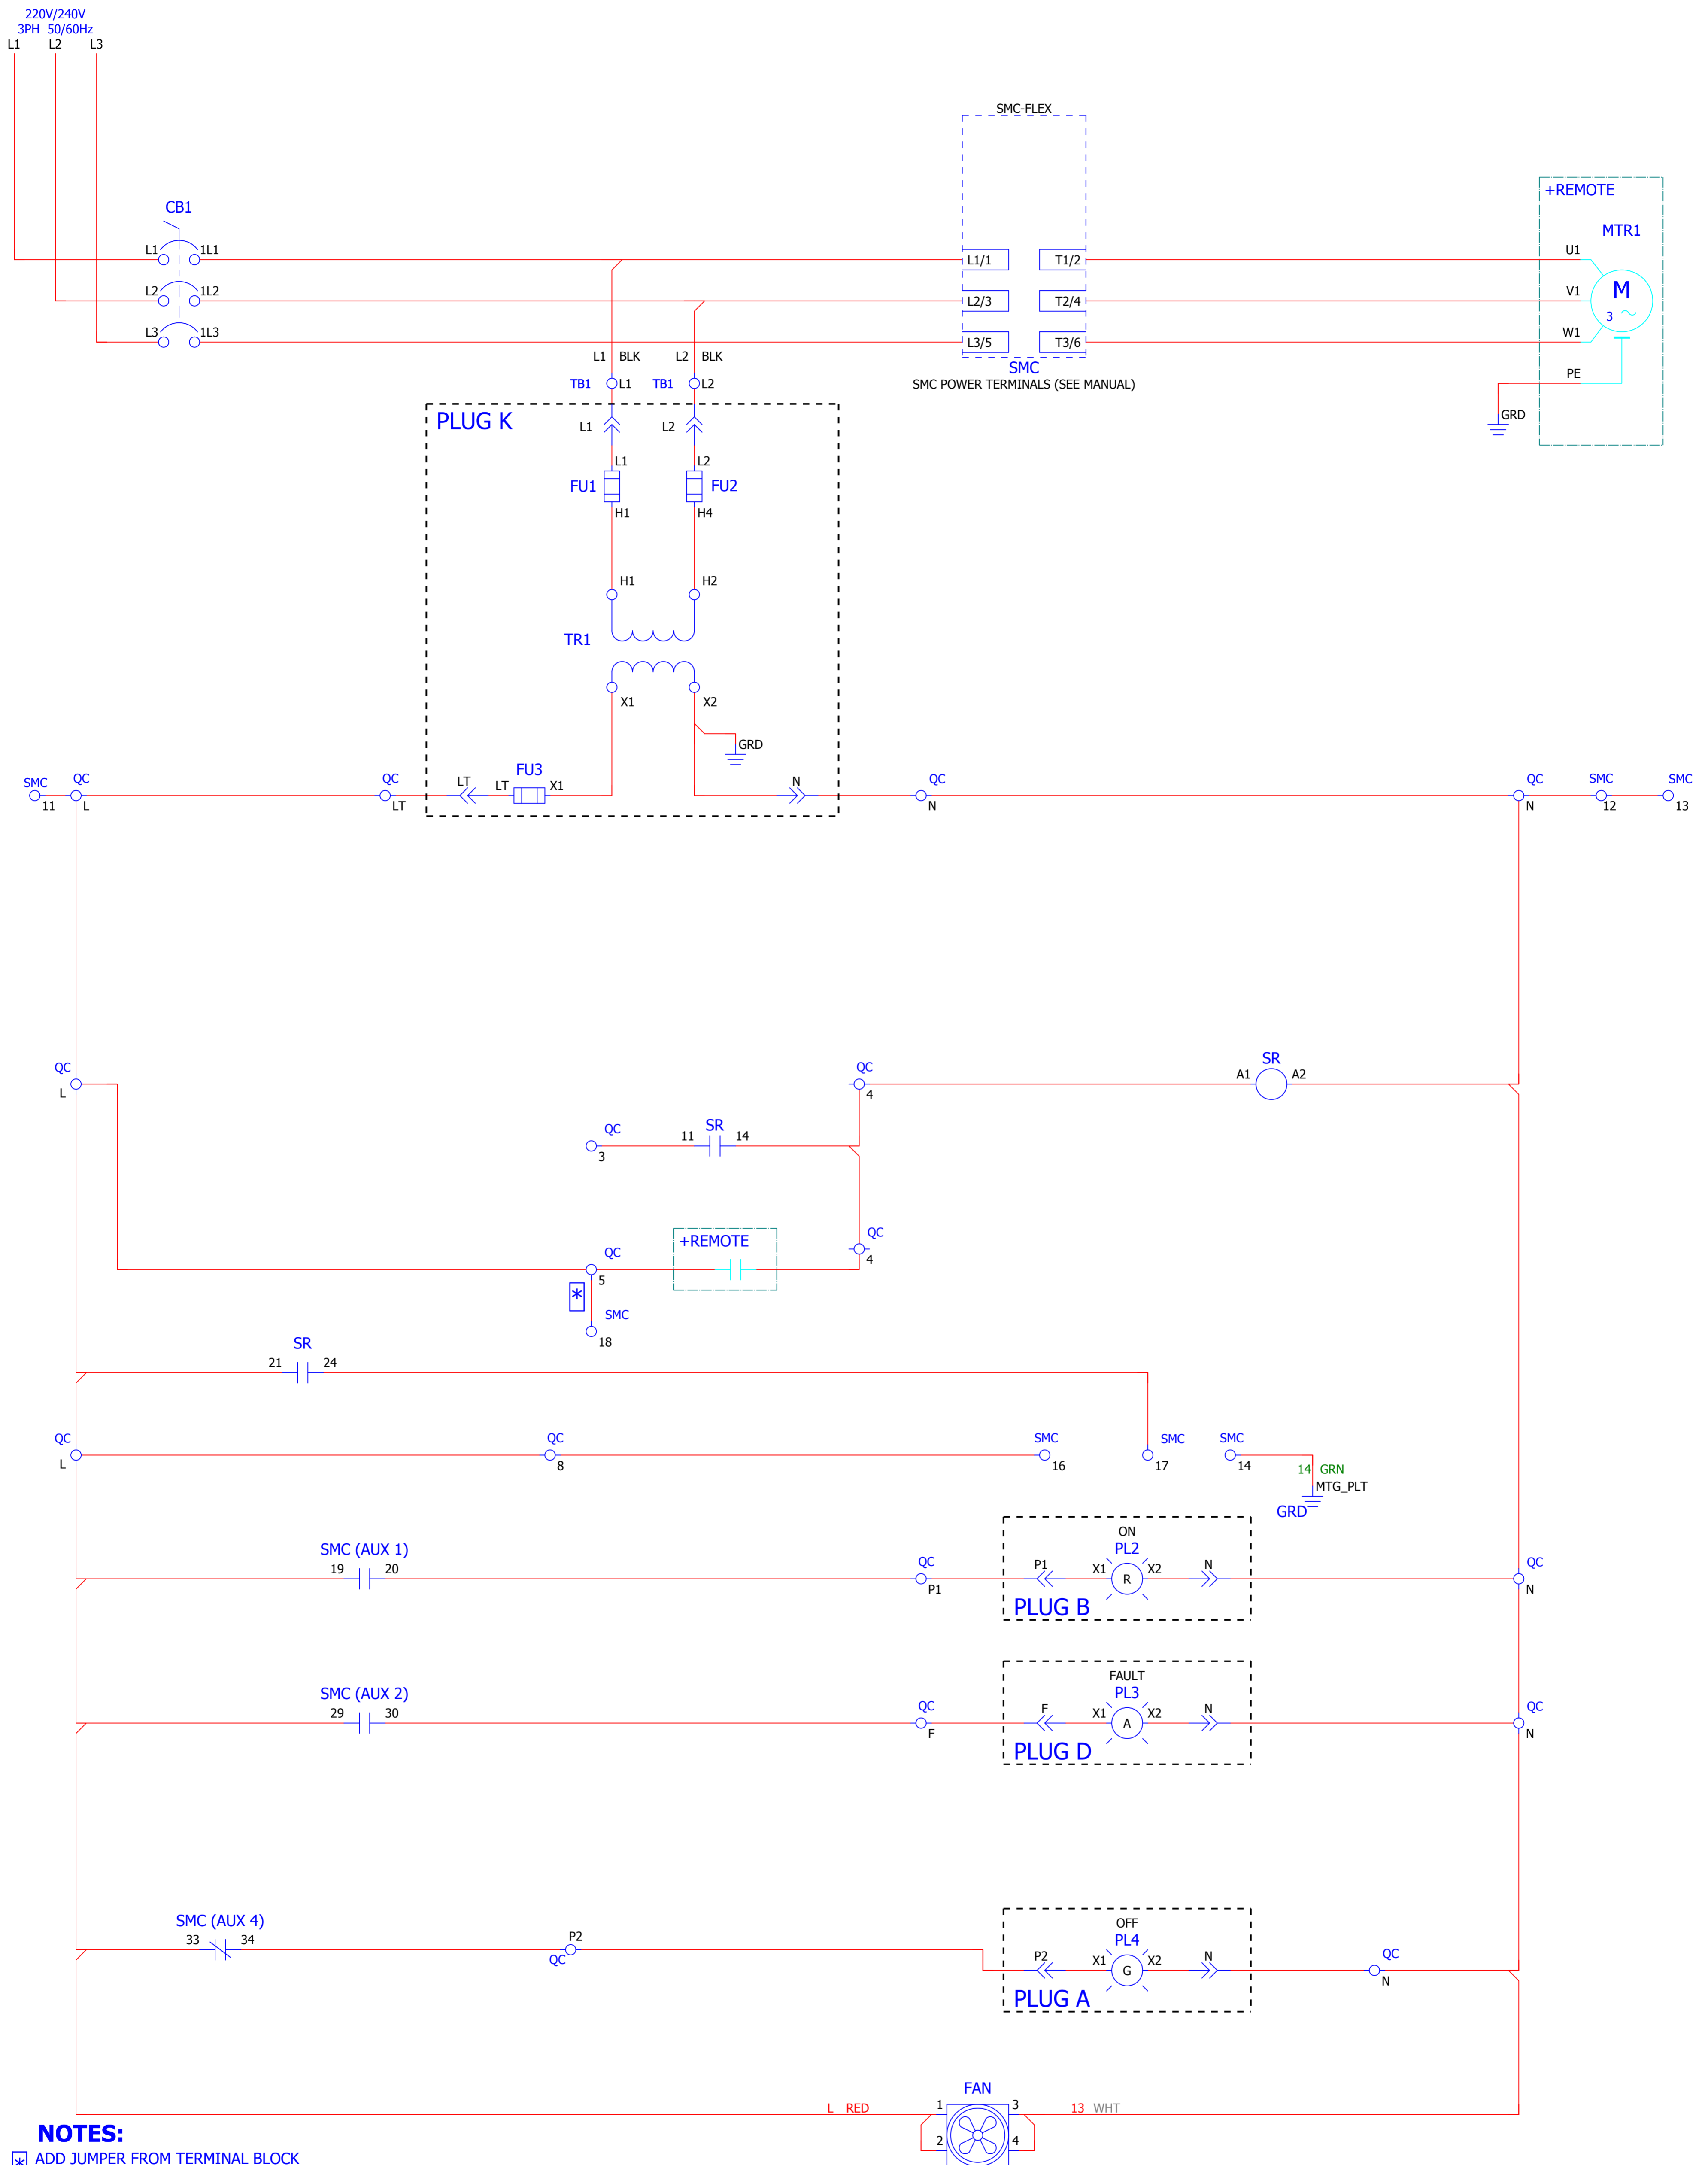 220V/240V
3PH 50/60Hz
L1 L2 L3
SMC-FLEX
+REMOTE
MTR1
CB1
L1 1L1
L1/1 T1/2
U1
L2 1L2
L2/3 T2/4
V1
M
3
L3 1L3
L3/5 T3/6
W1
L1 BLK L2 BLK
SMC
SMC POWER TERMINALS (SEE MANUAL)
PE
TB1 L1 TB1 L2
GRD
PLUG K
L1 L2
L1 L2
FU1 FU2
H1 H4
H1 H2
TR1
X1 X2
GRD
FU3
SMC QC QC LT LT X1 N QC QC SMC SMC
11 L LT N N 12 13
QC QC SR
L 4 A1 A2
QC SR
3 11 14
+REMOTE
QC QC
5 4
*
SMC
18
SR
21 24
QC QC SMC SMC SMC
L 8 16 17 14
14 GRN
MTG_PLT
GRD
ON
SMC (AUX 1) PL2
19 20 QC P1 X1 R X2 N QC
P1 N
PLUG B
FAULT
SMC (AUX 2) PL3
29 30 QC F X1 A X2 N QC
F N
PLUG D
OFF
SMC (AUX 4) PL4
33 34 P2
QC
P2 X1 G X2 N QC
N
PLUG A
FAN
L RED 1 3 13 WHT
2 4
NOTES:
* ADD JUMPER FROM TERMINAL BLOCK